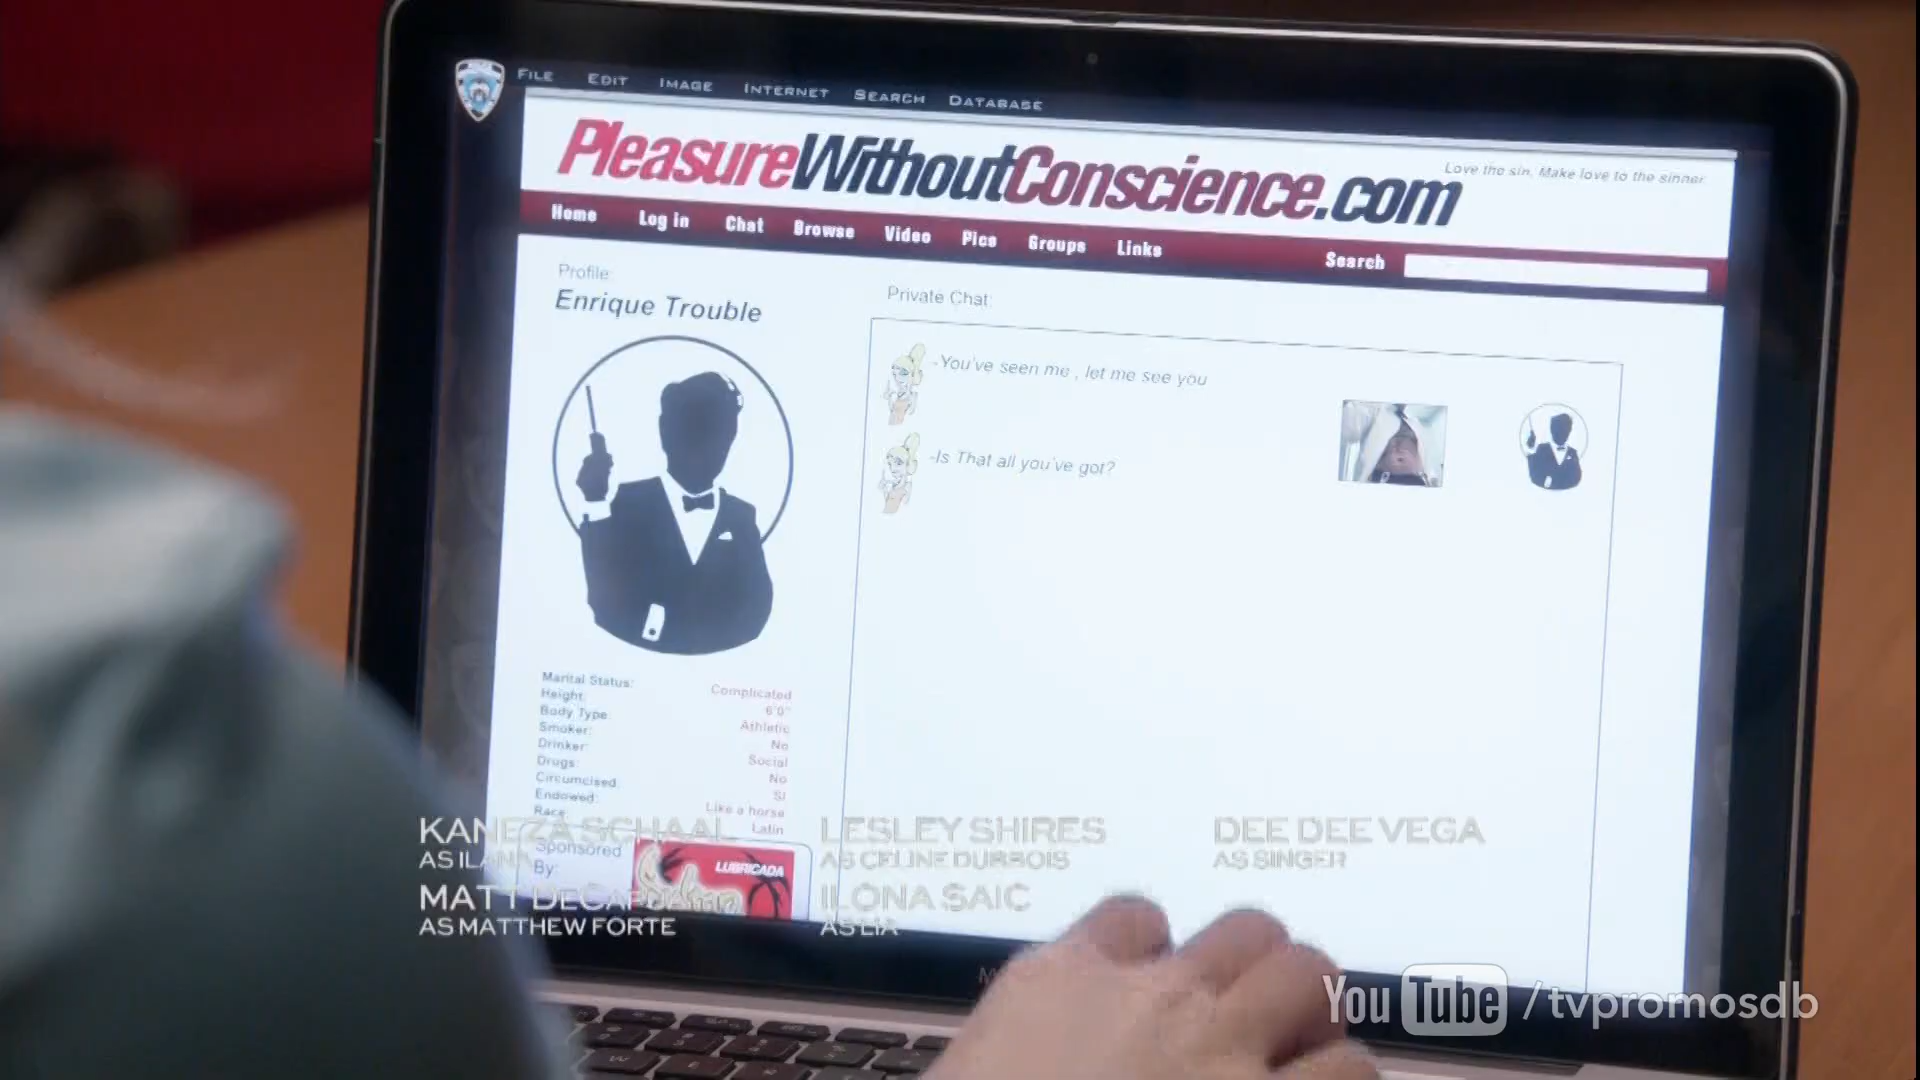 File Edit Image Internet Search Database
PleasureWithoutConscience.com
Love the sin. Make love to the sinner.
Home Log in Chat Browse Video Pics Groups Links Search
Profile:
Enrique Trouble
Private Chat:
-You've seen me , let me see you
-Is That all you've got?
Marital Status: Complicated
Height: 6'0"
Body Type: Athletic
Smoker: No
Drinker: Social
Drugs: No
Circumcised: Si
Endowed: Like a horse
Race: Latin
Sponsored
By:
LUBRICADA
KANEZA SCHAAL
AS ILANA
MATT DECAPUA
AS MATTHEW FORTE
LESLEY SHIRES
AS CELINE DUBBOIS
ILONA SAIC
AS LIA
DEE DEE VEGA
AS SINGER
YouTube /tvpromosdb